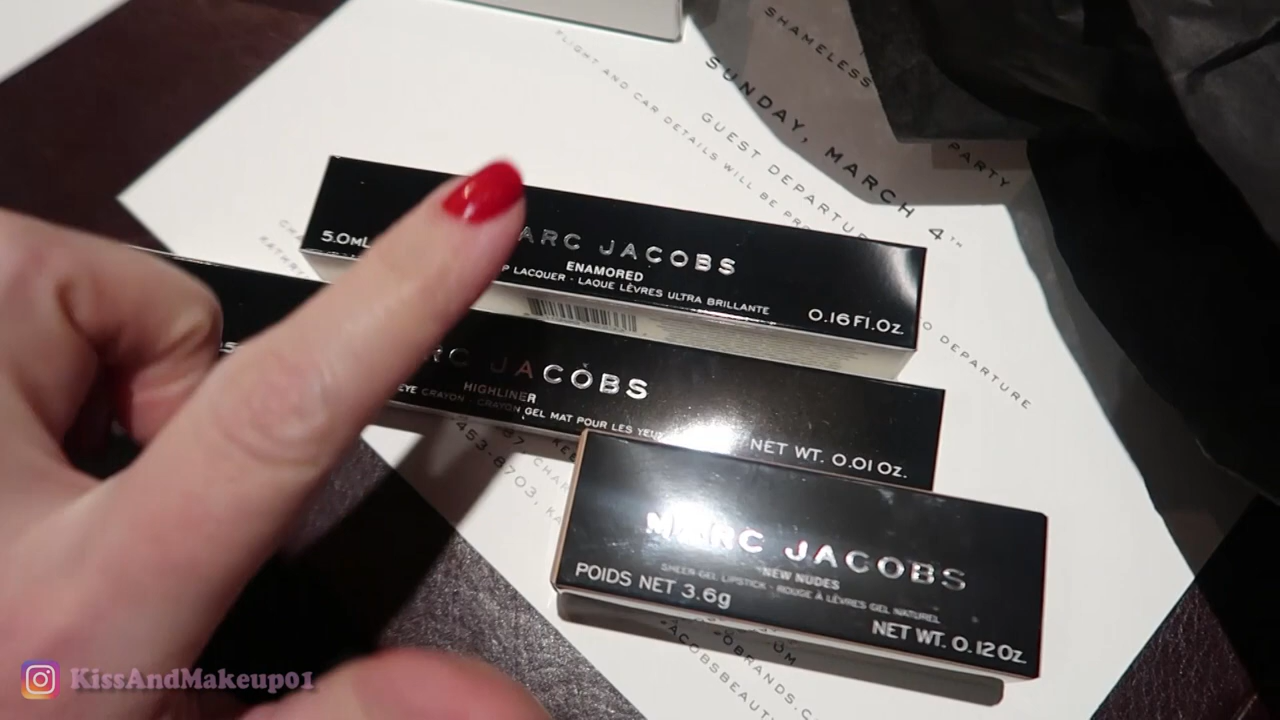 SHAMELESS
PARTY
SUNDAY, MARCH 4TH
GUEST DEPARTURE
FLIGHT AND CAR DETAILS WILL BE
DEPARTURE
5.0ML
ARC JACOBS
ENAMORED
P LACQUER - LAQUE LÈVRES ULTRA BRILLANTE
0.16 Fl.Oz.
RC JACOBS
HIGHLINER
EYE CRAYON - CRAYON GEL MAT POUR LES YEUX
NET WT. 0.01 Oz.
453-8703,
MARC JACOBS
NEW NUDES
SHEER GEL LIPSTICK - ROUGE À LÈVRES GEL NATUREL
POIDS NET 3.6g
NET WT. 0.12 Oz.
KissAndMakeup01